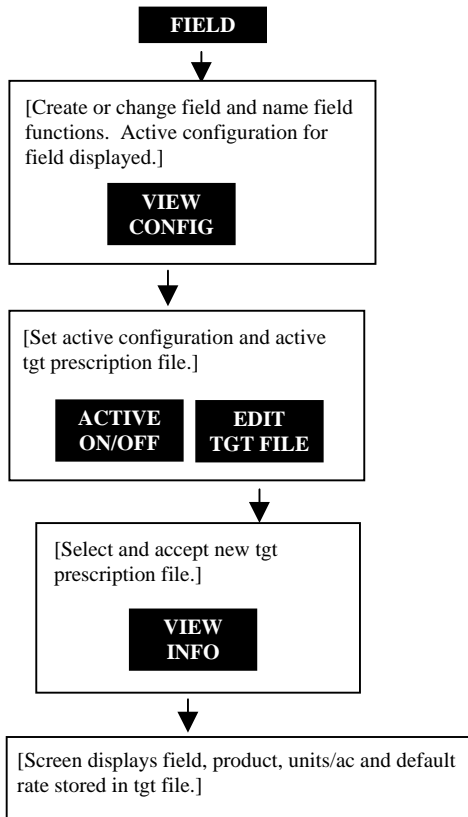 FIELD
[Create or change field and name field
functions.  Active configuration for
field displayed.]
VIEW
CONFIG
[Set active configuration and active
tgt prescription file.]
ACTIVE
ON/OFF
EDIT
TGT FILE
[Select and accept new tgt
prescription file.]
VIEW
INFO
[Screen displays field, product, units/ac and default
rate stored in tgt file.]